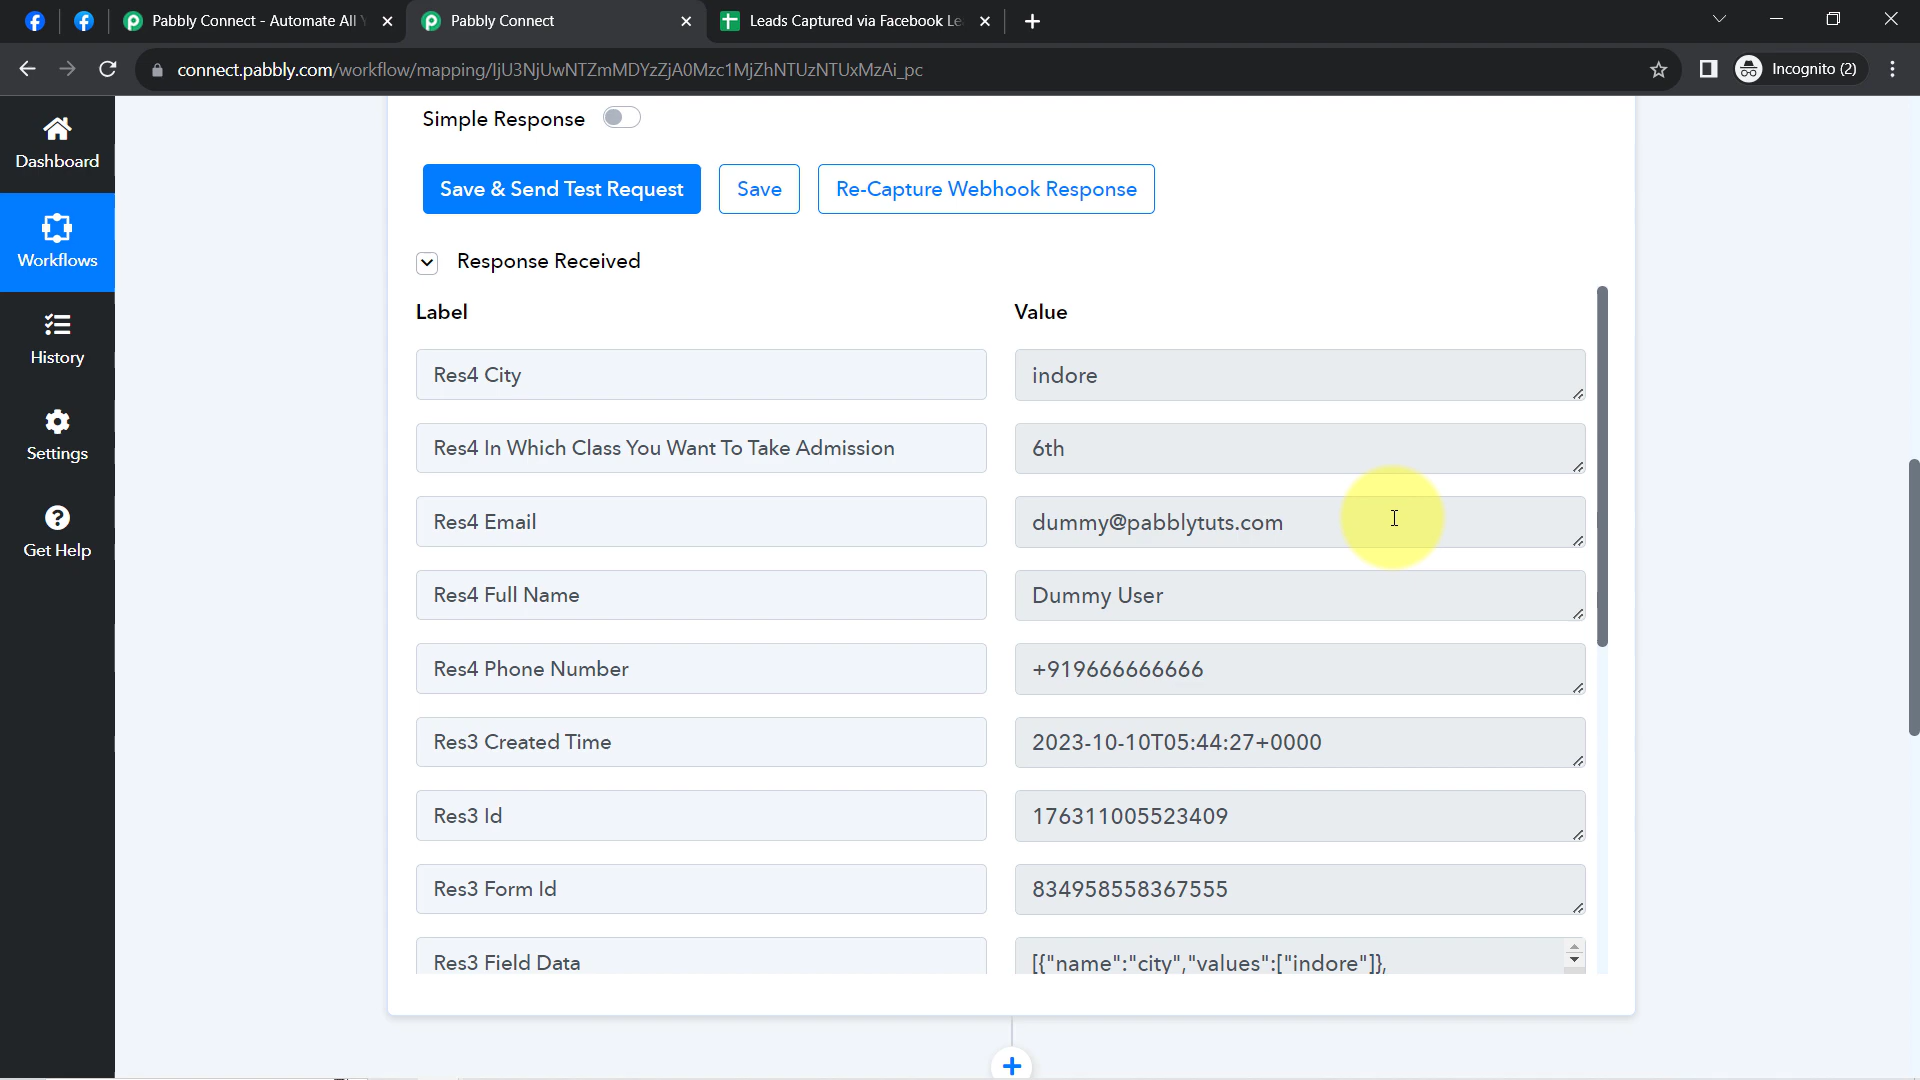 Pabbly Connect - Automate All Y
Pabbly Connect
Leads Captured via Facebook Le
connect.pabbly.com/workflow/mapping/IjU3NjUwNTZmMDYzZjA0Mzc1MjZhNTUzNTUxMzAi_pc
Incognito (2)
Dashboard
Workflows
History
Settings
Get Help
Simple Response
Save & Send Test Request
Save
Re-Capture Webhook Response
Response Received
Label Value
Res4 City indore
Res4 In Which Class You Want To Take Admission 6th
Res4 Email dummy@pabblytuts.com
Res4 Full Name Dummy User
Res4 Phone Number +919666666666
Res3 Created Time 2023-10-10T05:44:27+0000
Res3 Id 176311005523409
Res3 Form Id 834958558367555
Res3 Field Data [{"name":"city","values":["indore"]},